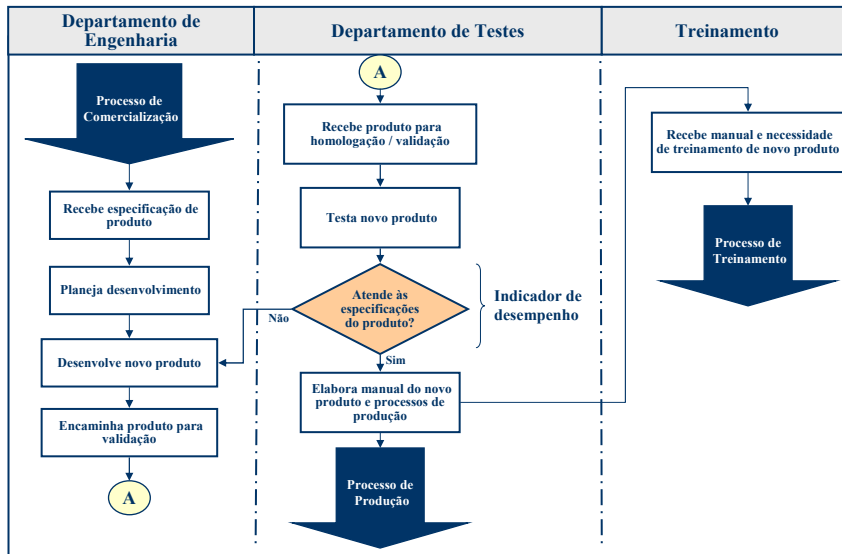 Departamento de
Engenharia
Departamento de Testes
Treinamento
Processo de
Comercialização
Recebe especificação de
produto
Planeja desenvolvimento
Desenvolve novo produto
Encaminha produto para
validação
A
A
Recebe produto para
homologação / validação
Testa novo produto
Atende às
especificações
do produto?
Indicador de
desempenho
Não
Sim
Elabora manual do novo
produto e processos de
produção
Processo de
Produção
Recebe manual e necessidade
de treinamento de novo produto
Processo de
Treinamento